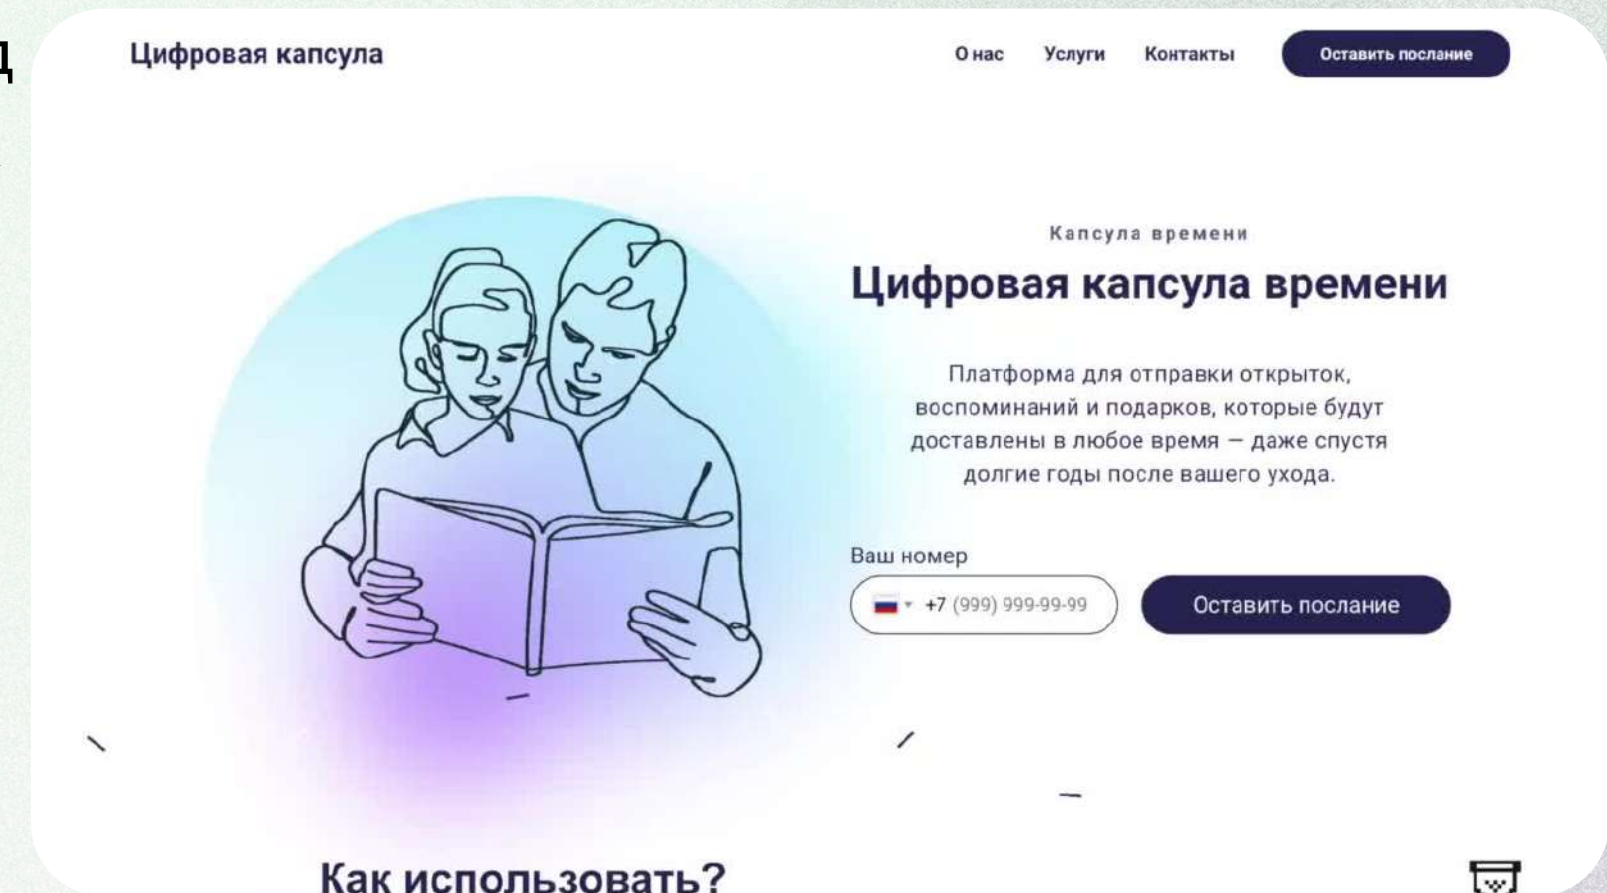 Цифровая капсула
О нас Услуги Контакты Оставить послание
Капсула времени
Цифровая капсула времени
Платформа для отправки открыток,
воспоминаний и подарков, которые будут
доставлены в любое время — даже спустя
долгие годы после вашего ухода.
Ваш номер
+7 (999) 999-99-99 Оставить послание
Как использовать?